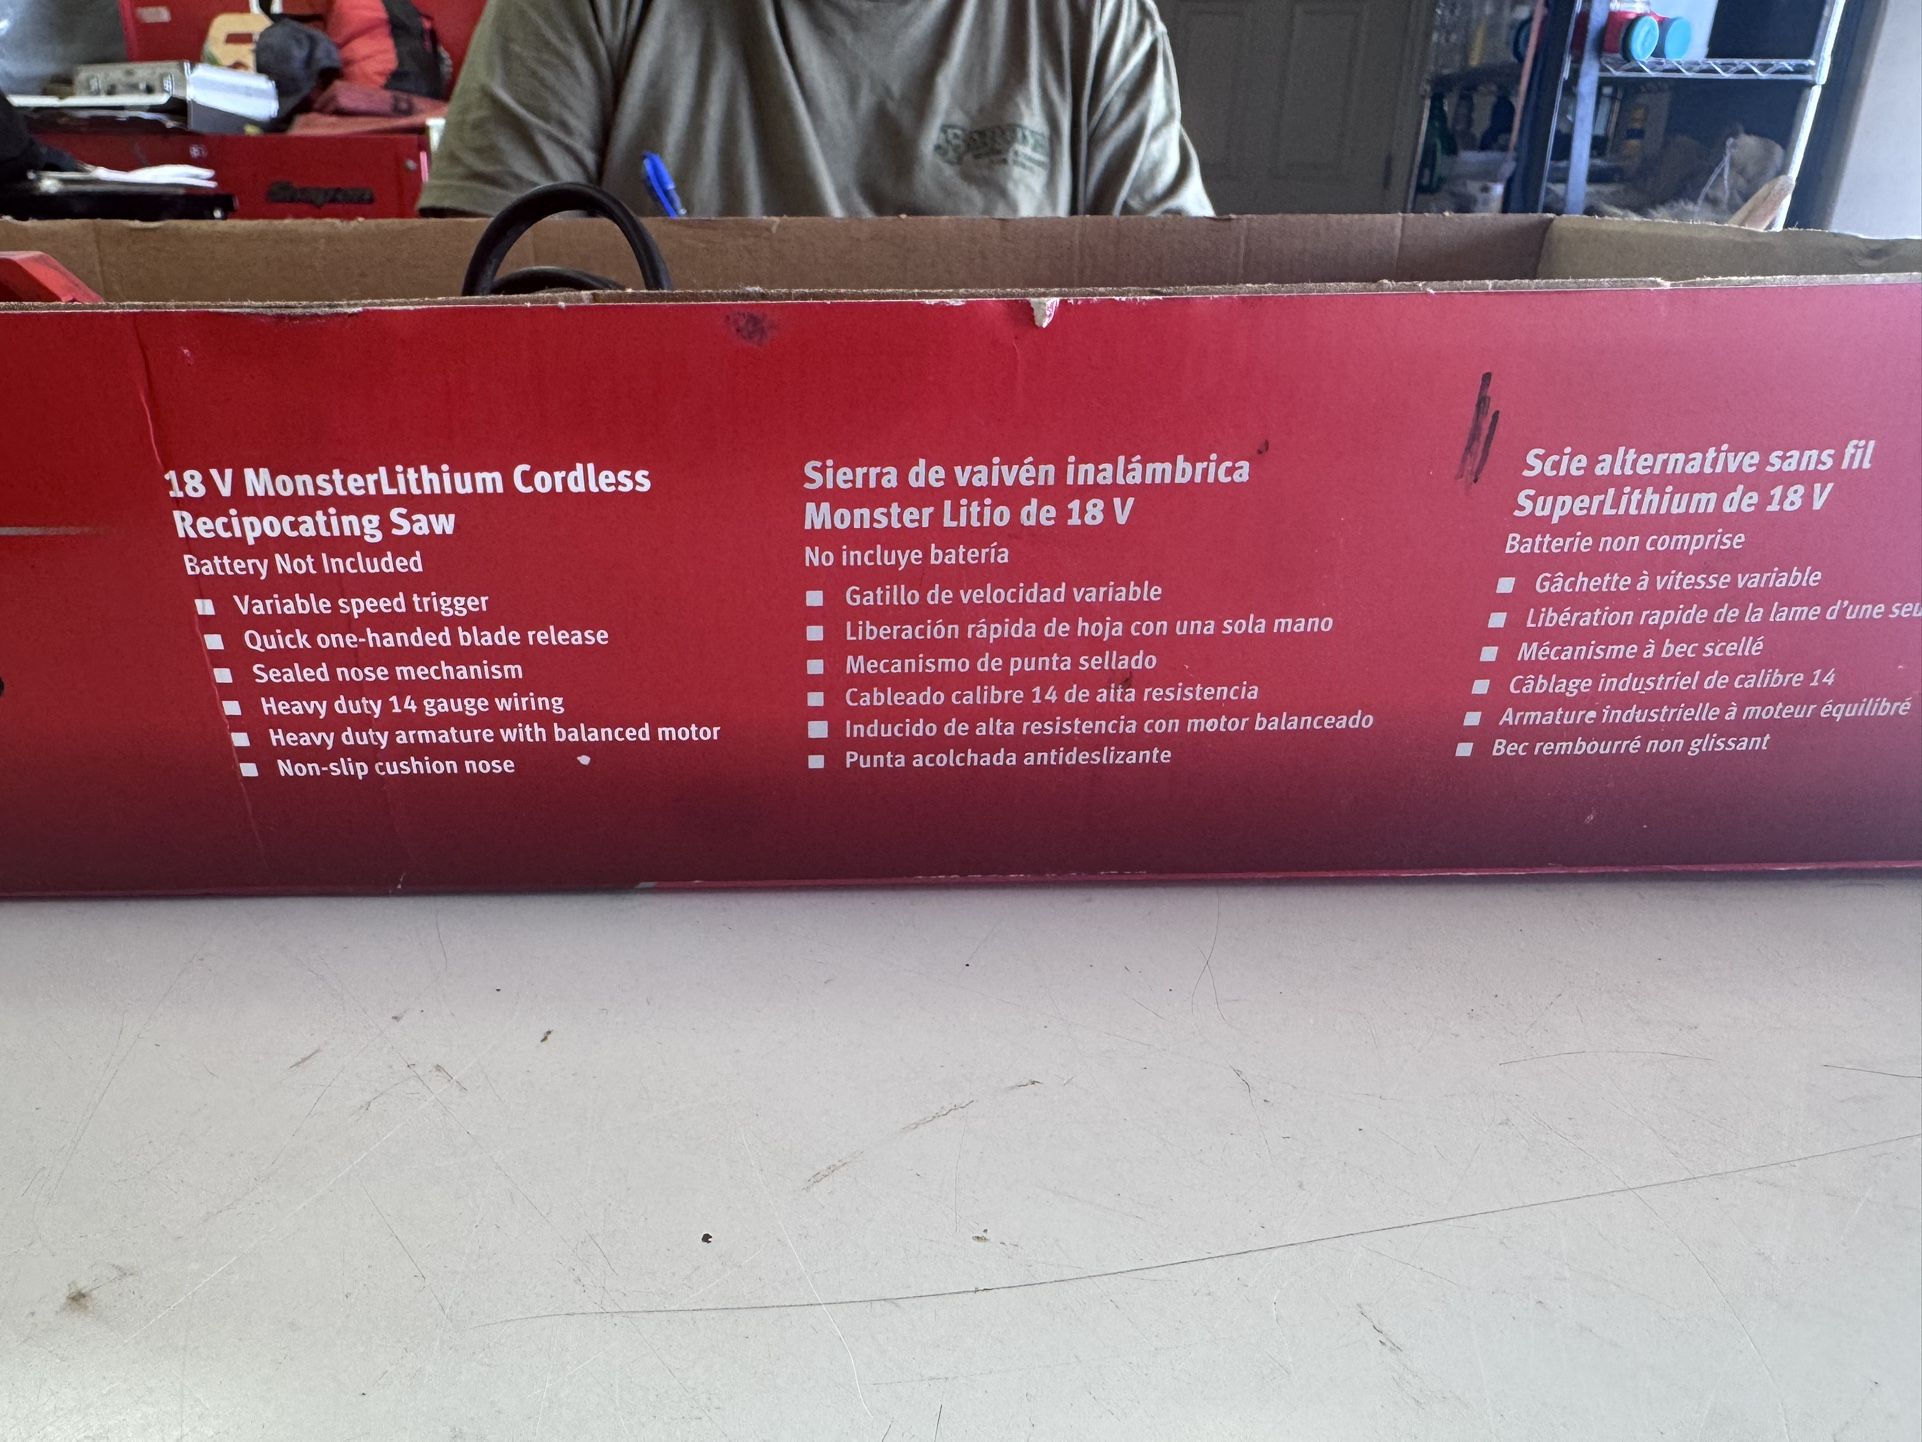 Snap-on
18 V MonsterLithium Cordless
Recipocating Saw
Battery Not Included
Variable speed trigger
Quick one-handed blade release
Sealed nose mechanism
Heavy duty 14 gauge wiring
Heavy duty armature with balanced motor
Non-slip cushion nose
Sierra de vaivén inalámbrica
Monster Litio de 18 V
No incluye batería
Gatillo de velocidad variable
Liberación rápida de hoja con una sola mano
Mecanismo de punta sellado
Cableado calibre 14 de alta resistencia
Inducido de alta resistencia con motor balanceado
Punta acolchada antideslizante
Scie alternative sans fil
SuperLithium de 18 V
Batterie non comprise
Gâchette à vitesse variable
Libération rapide de la lame d'une seu
Mécanisme à bec scellé
Câblage industriel de calibre 14
Armature industrielle à moteur équilibré
Bec rembourré non glissant